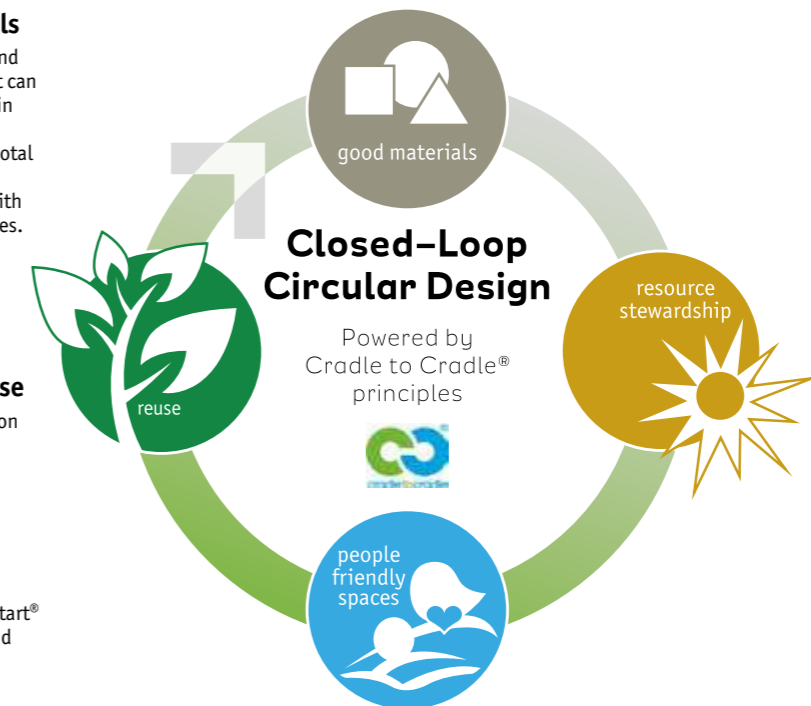 ls
nd
t can
in
otal
ith
es.
se
on
tart®
d
good materials
Closed–Loop
Circular Design
Powered by
Cradle to Cradle®
principles
cradletocradle
resource
stewardship
people
friendly
spaces
reuse